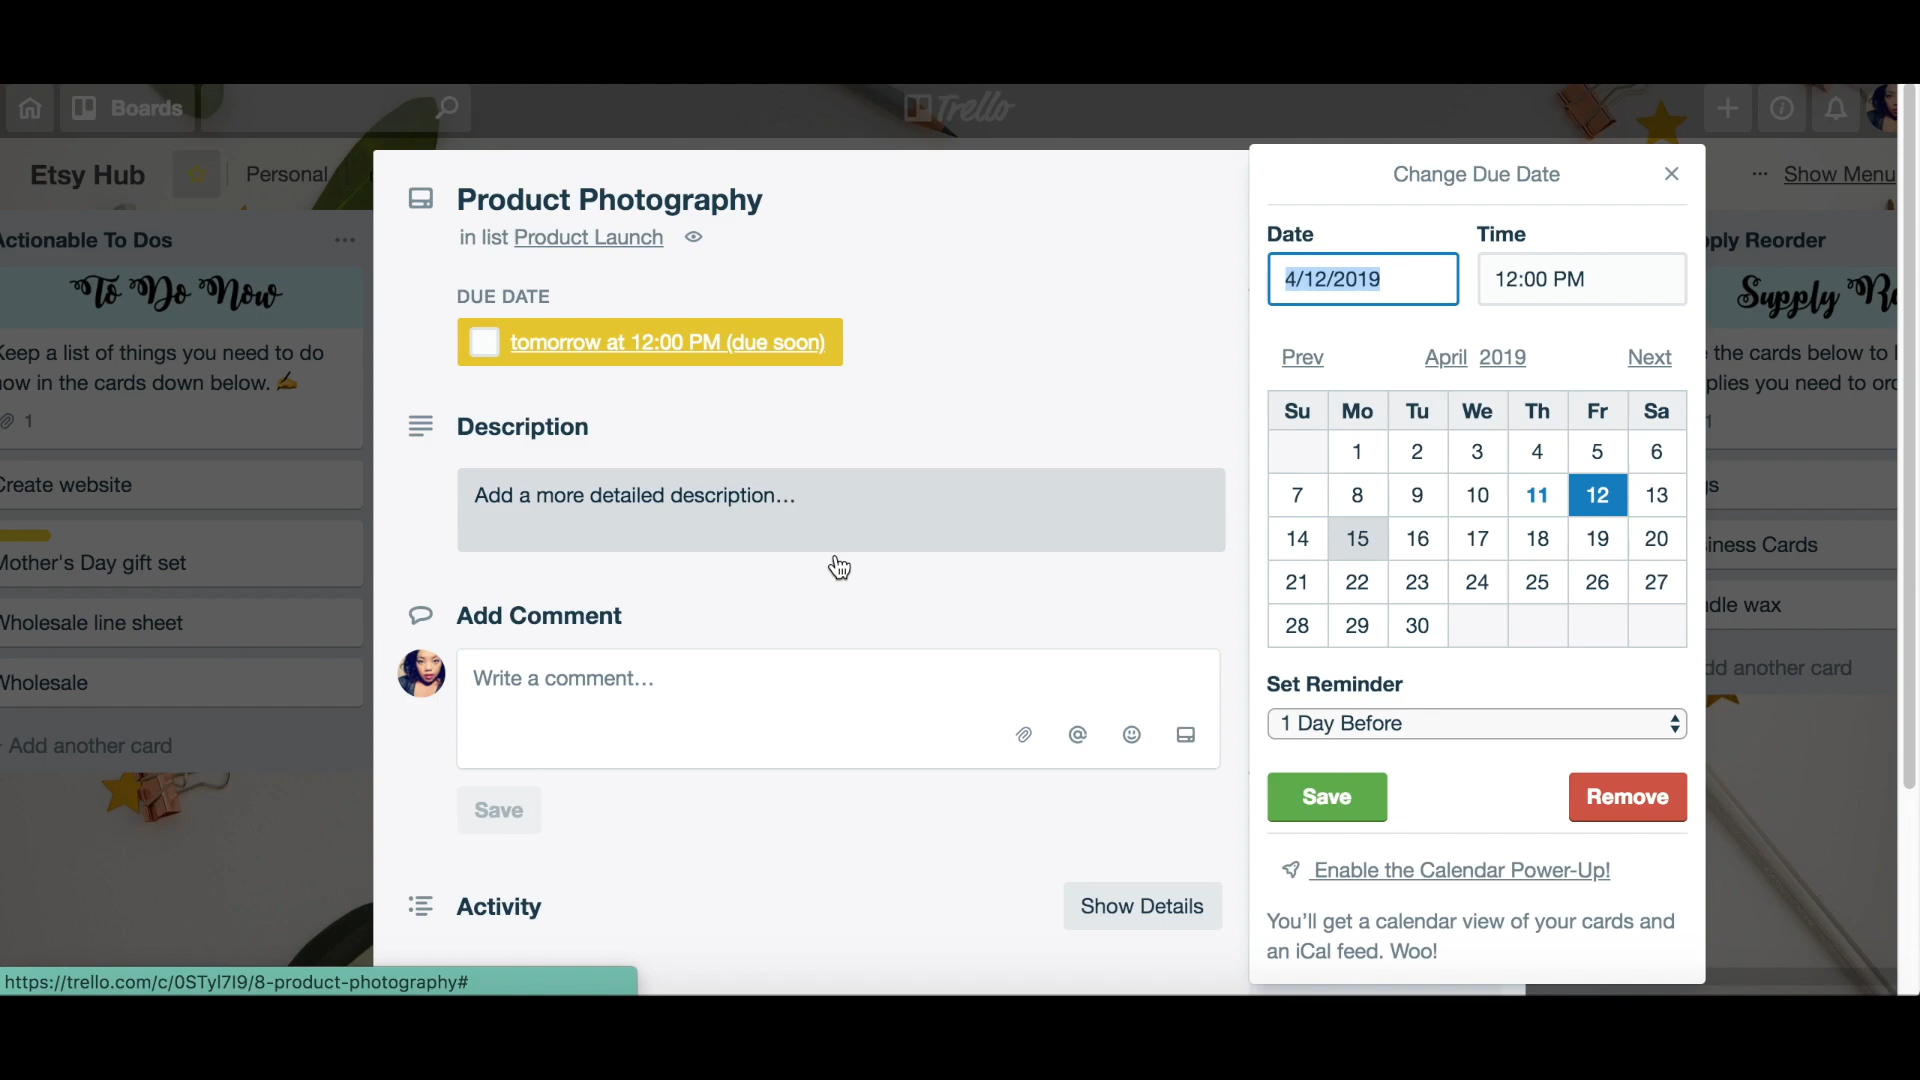 Boards
Trello
Etsy Hub
Personal
Show Menu
Actionable To Dos
To Do Now
Keep a list of things you need to do
now in the cards down below. ✍
1
Create website
Mother's Day gift set
Wholesale line sheet
Wholesale
Add another card
Product Photography
in list Product Launch
DUE DATE
tomorrow at 12:00 PM (due soon)
Description
Add a more detailed description…
Add Comment
Write a comment…
@
Save
Activity
Show Details
Change Due Date
Date
Time
4/12/2019
12:00 PM
Prev
April 2019
Next
Su Mo Tu We Th Fr Sa
1 2 3 4 5 6
7 8 9 10 11 12 13
14 15 16 17 18 19 20
21 22 23 24 25 26 27
28 29 30
Set Reminder
1 Day Before
Save
Remove
Enable the Calendar Power-Up!
You'll get a calendar view of your cards and
an iCal feed. Woo!
Reorder
Supply
the cards below to
you need to
Cards
wax
another card
https://trello.com/c/0STyl7I9/8-product-photography#